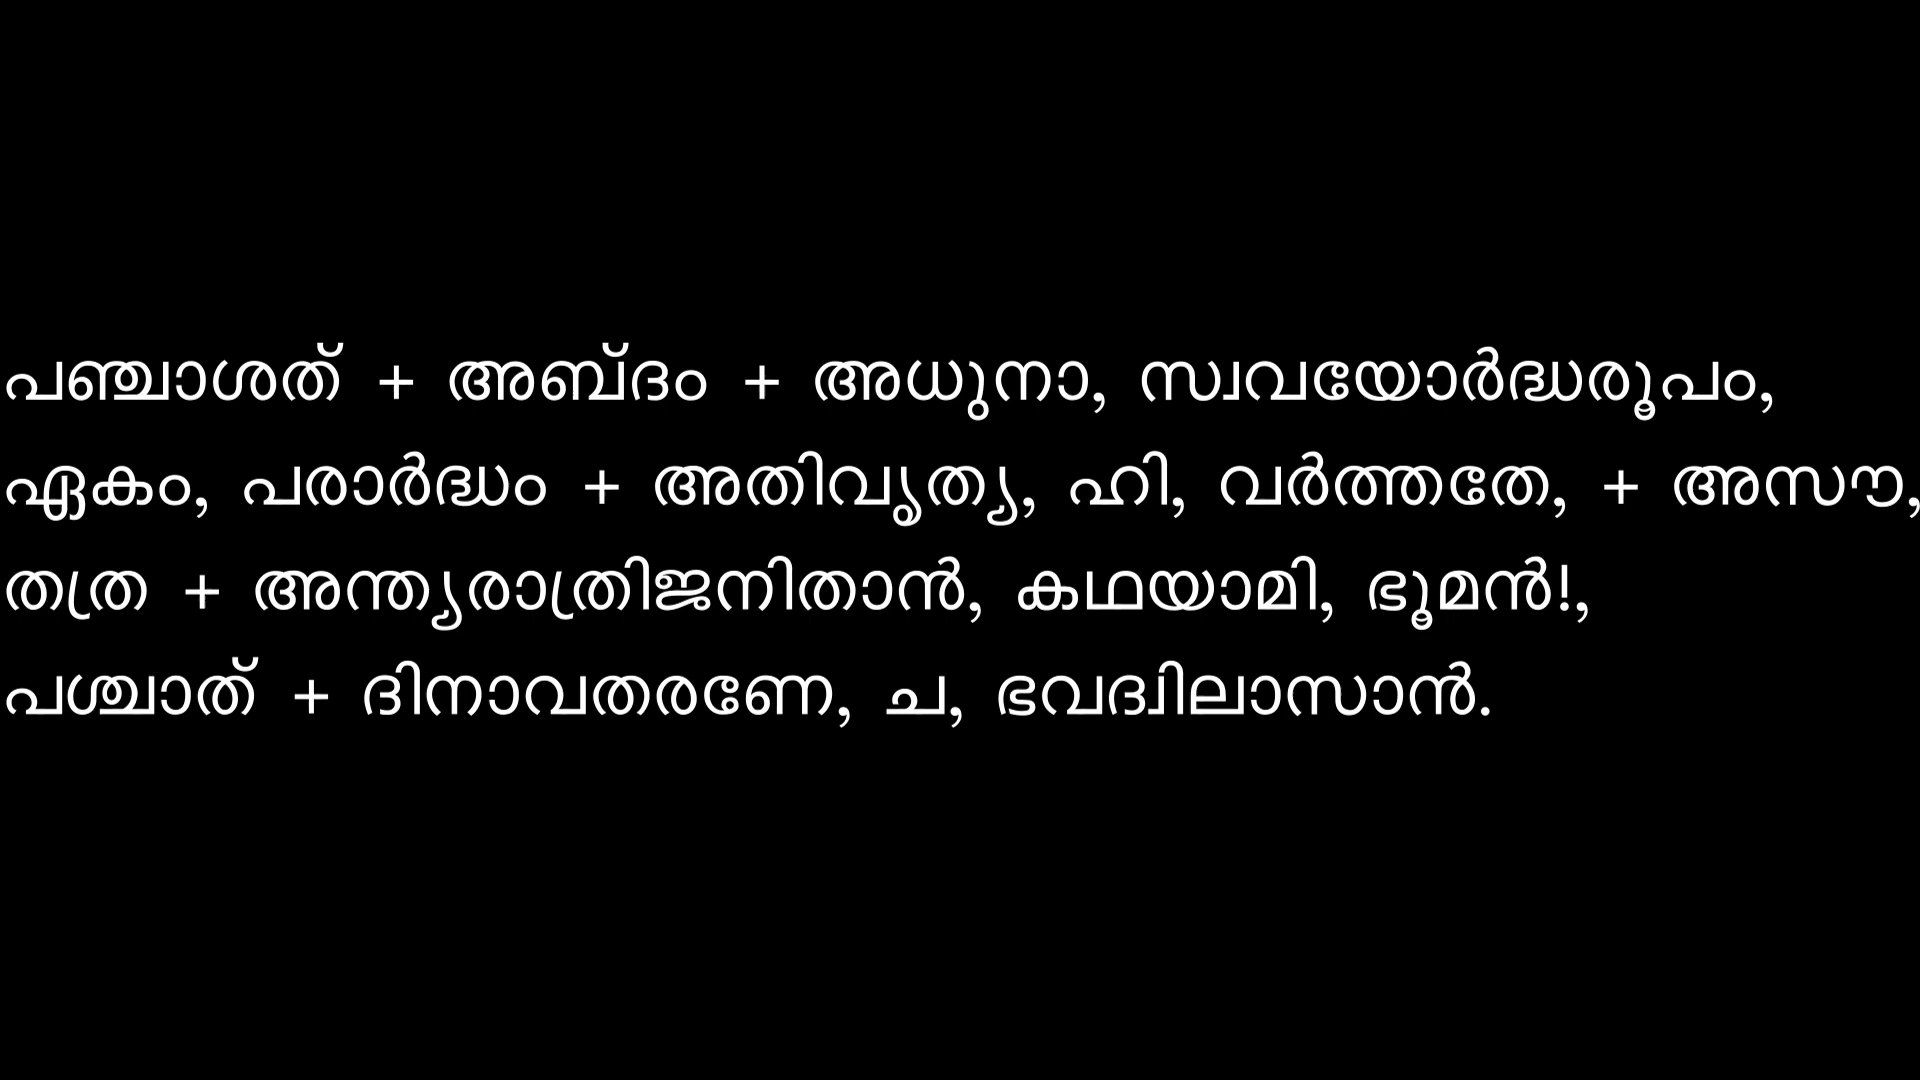 പഞ്ചാശത് + അബ്ദം + അധുനാ, സ്വവയോർദ്ധരൂപം,
ഏകം, പരാർദ്ധം + അതിവൃത്യ, ഹി, വർത്തതേ, + അസൗ,
തത്ര + അന്ത്യരാത്രിജനിതാൻ, കഥയാമി, ഭൂമൻ!,
പശ്ചാത് + ദിനാവതരണേ, ച, ഭവദ്വിലാസാൻ.